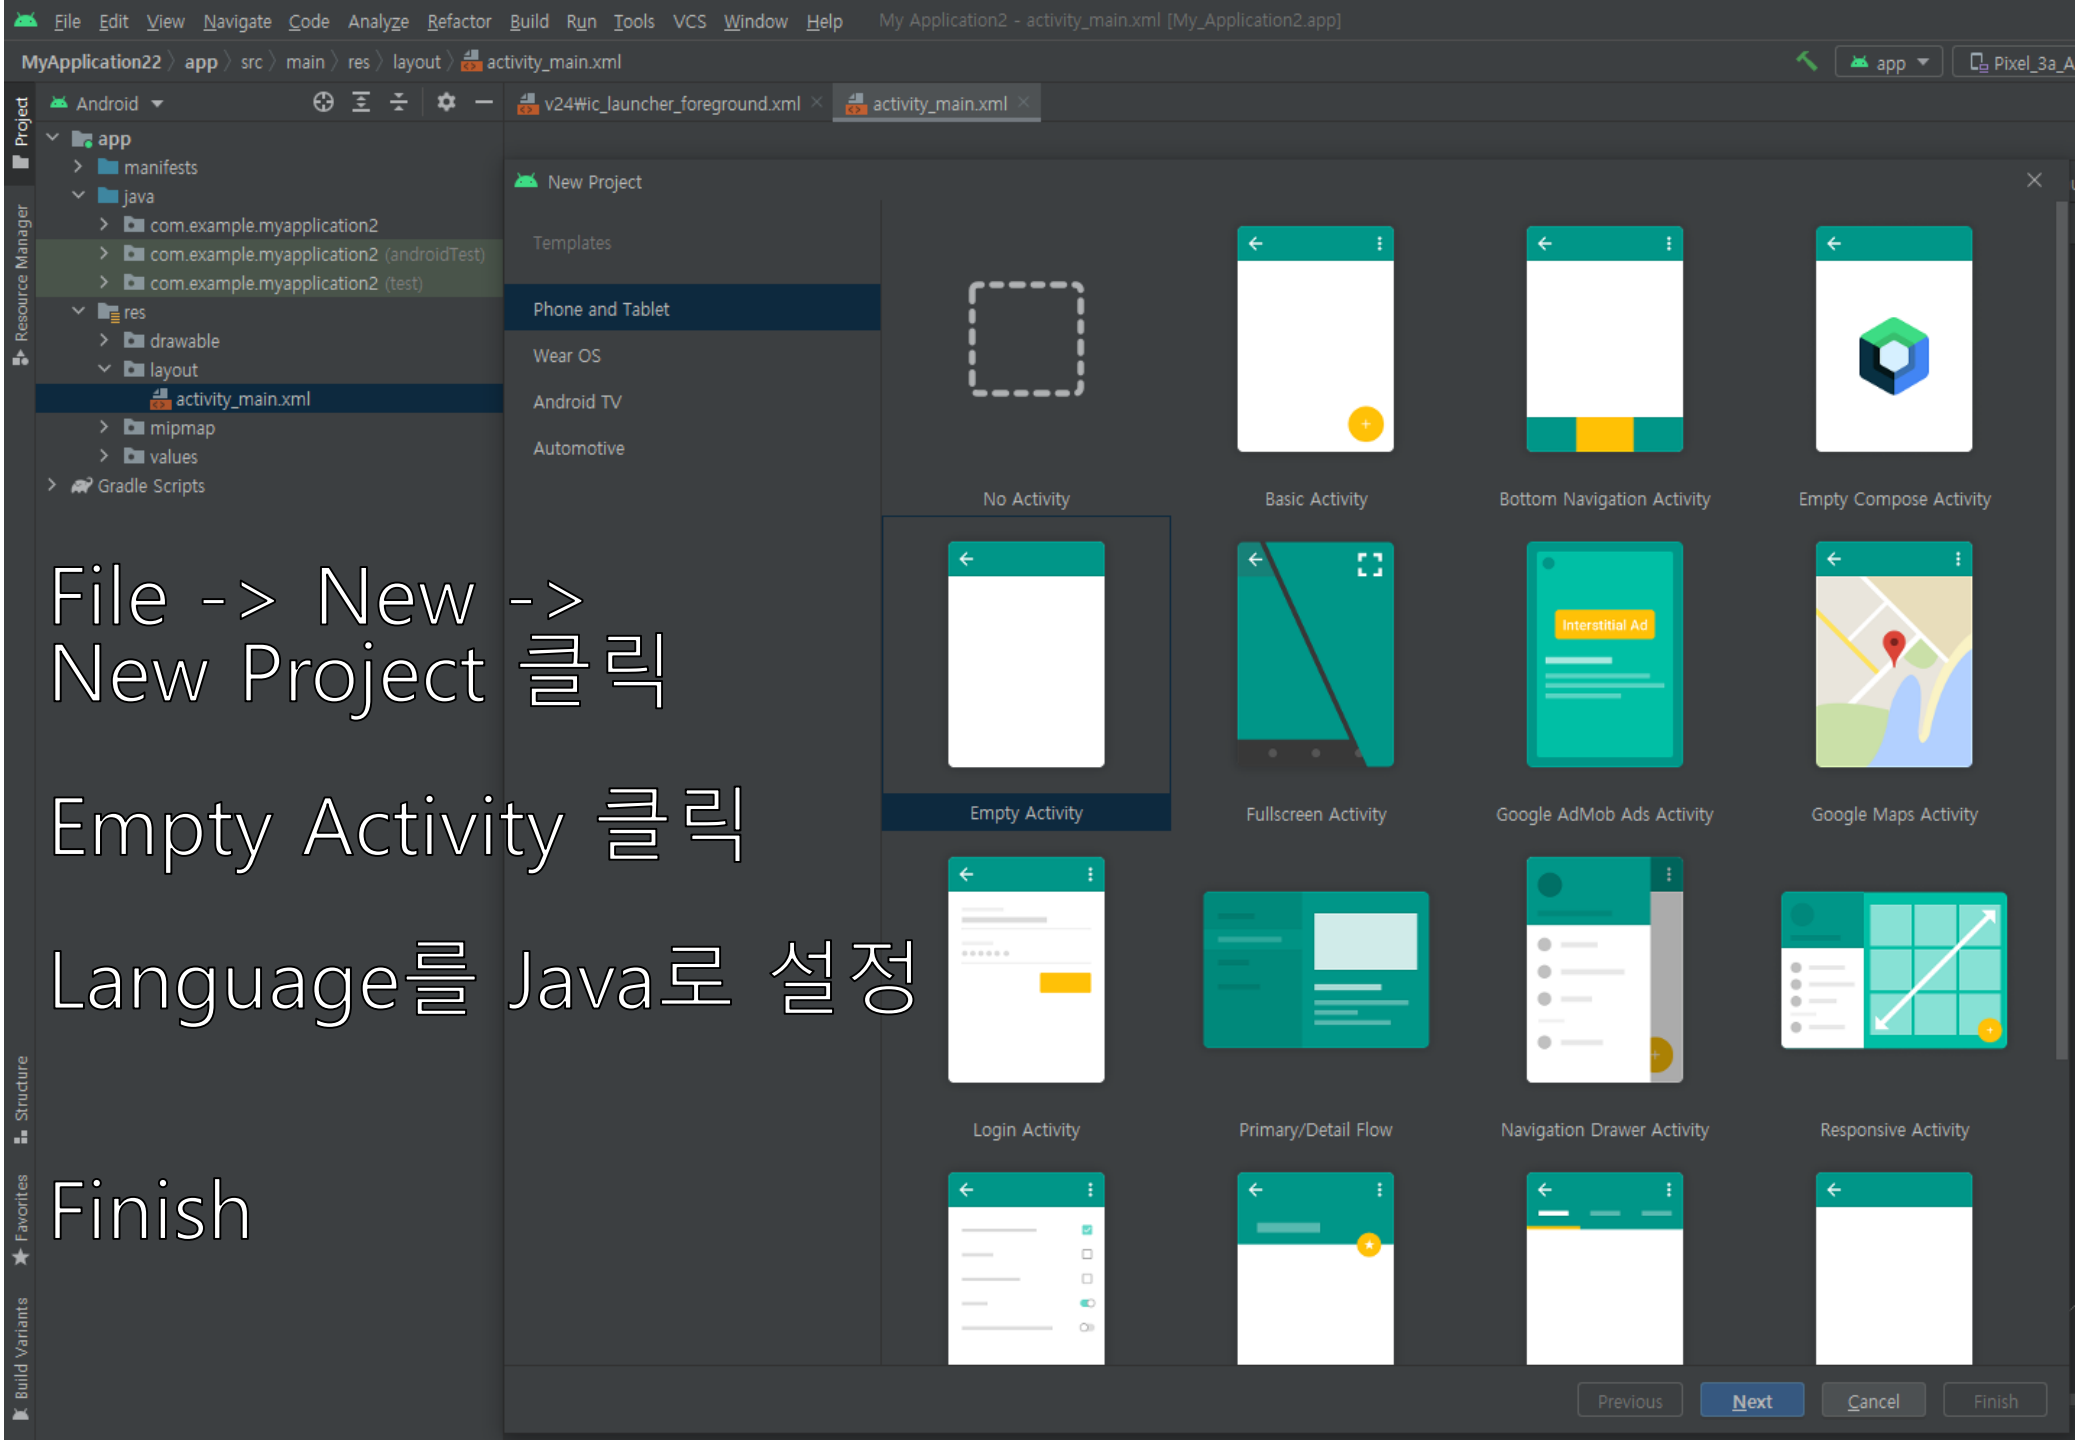 File Edit View Navigate Code Analyze Refactor Build Run Tools VCS Window Help My Application2 - activity_main.xml [My_Application2.app]
MyApplication22 app src main res layout activity_main.xml
app
Pixel_3a_A
Android
v24₩ic_launcher_foreground.xml
activity_main.xml
Project
Resource Manager
Structure
Favorites
Build Variants
app
manifests
java
com.example.myapplication2
com.example.myapplication2 (androidTest)
com.example.myapplication2 (test)
res
drawable
layout
activity_main.xml
mipmap
values
Gradle Scripts
File -> New ->
New Project 클릭
Empty Activity 클릭
Language를 Java로 설정
Finish
New Project
Templates
Phone and Tablet
Wear OS
Android TV
Automotive
No Activity
Basic Activity
Bottom Navigation Activity
Empty Compose Activity
Interstitial Ad
Empty Activity
Fullscreen Activity
Google AdMob Ads Activity
Google Maps Activity
Login Activity
Primary/Detail Flow
Navigation Drawer Activity
Responsive Activity
Previous
Next
Cancel
Finish